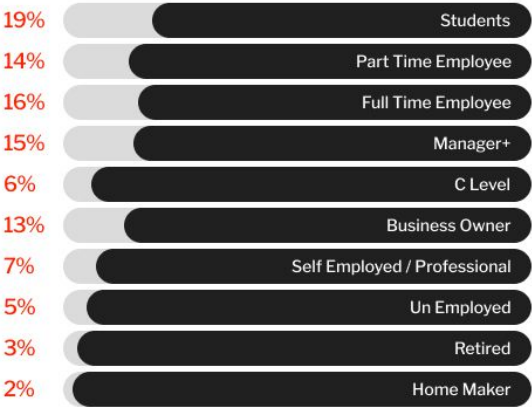 19% Students
14% Part Time Employee
16% Full Time Employee
15% Manager+
6% C Level
13% Business Owner
7% Self Employed / Professional
5% Un Employed
3% Retired
2% Home Maker